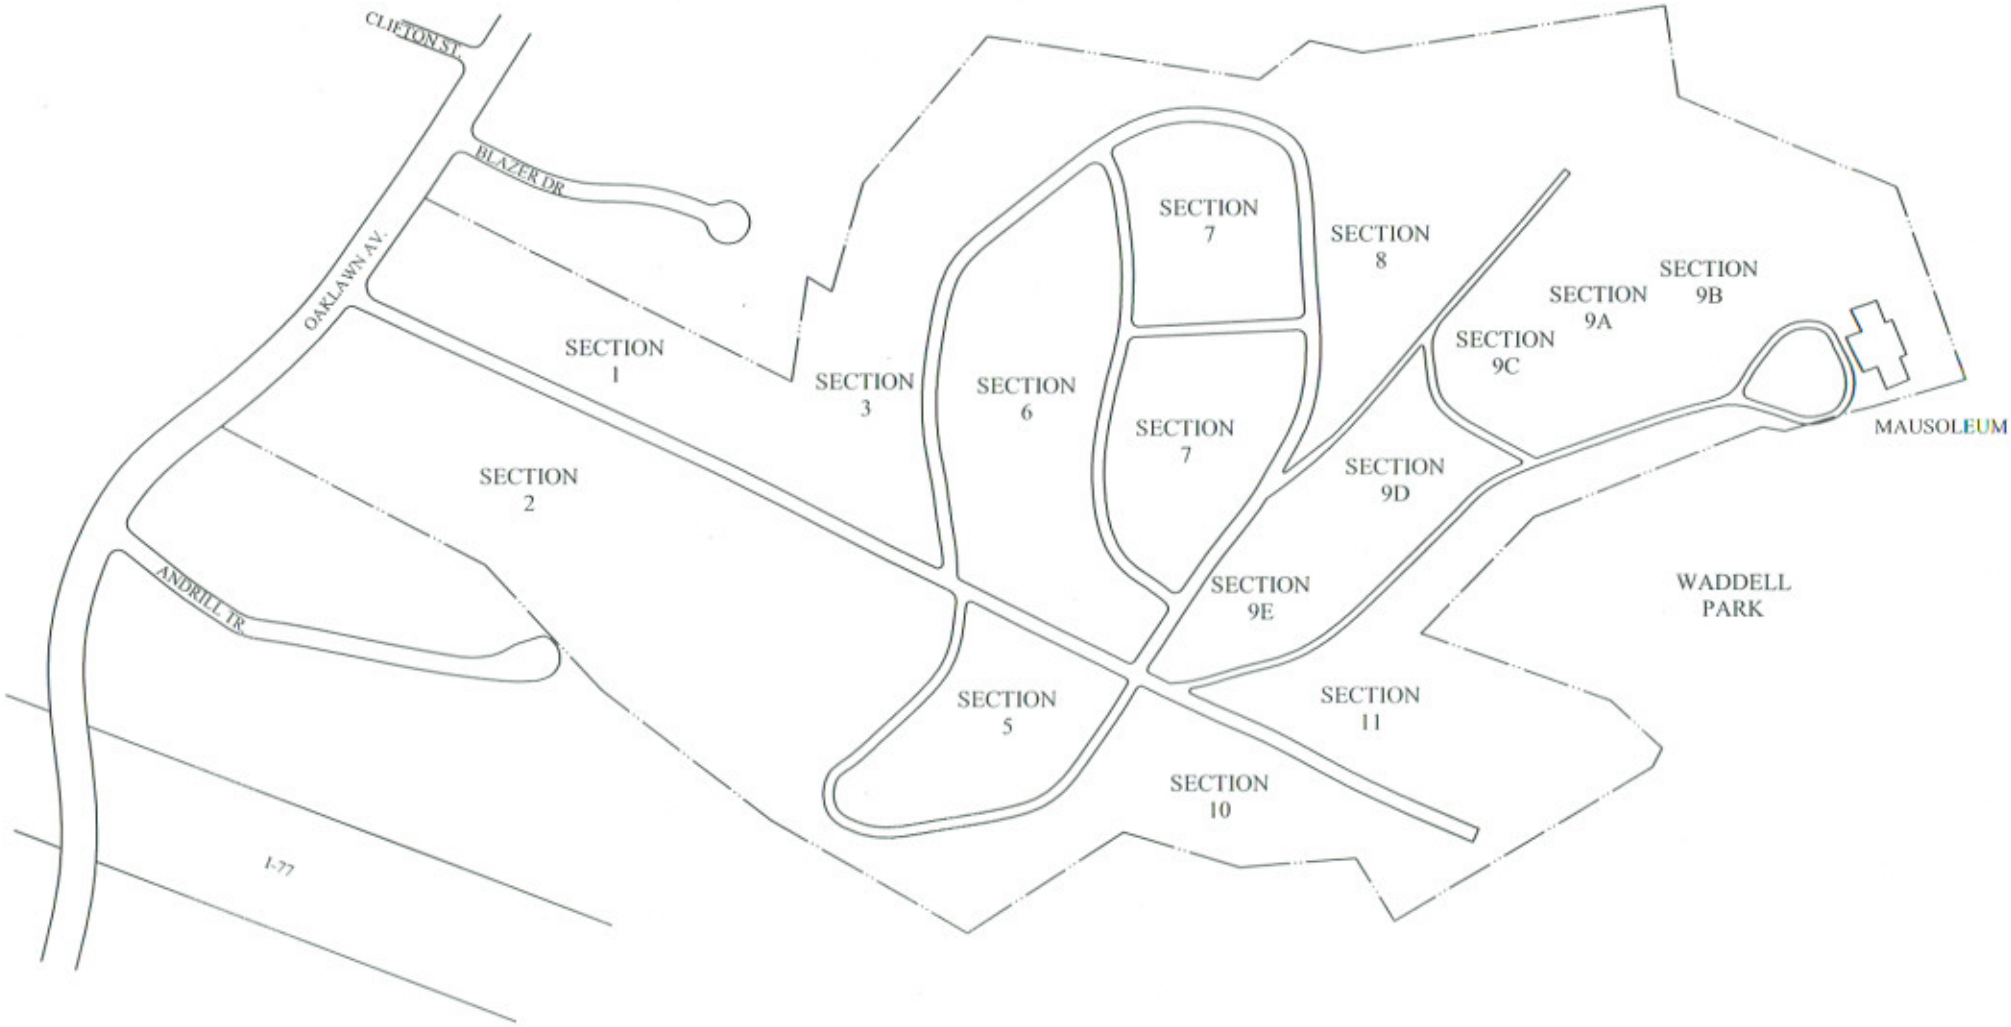 CLIFTON ST.
BLAZER DR
OAKLAWN AV.
SECTION
7
SECTION
8
SECTION
9B
SECTION
9A
SECTION
9C
SECTION
1
SECTION
3
SECTION
6
SECTION
7
MAUSOLEUM
SECTION
2
SECTION
9D
ANDRILL TR.
SECTION
9E
WADDELL
PARK
SECTION
5
SECTION
11
SECTION
10
I-77